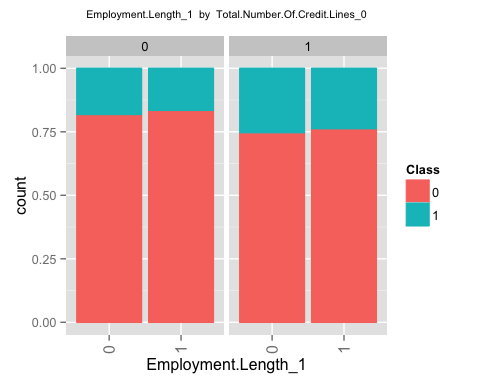 Employment.Length_1 by Total.Number.Of.Credit.Lines_0
0 1
1.00
0.75
0.50
0.25
0.00
count
0 1 0 1
Employment.Length_1
Class
0
1